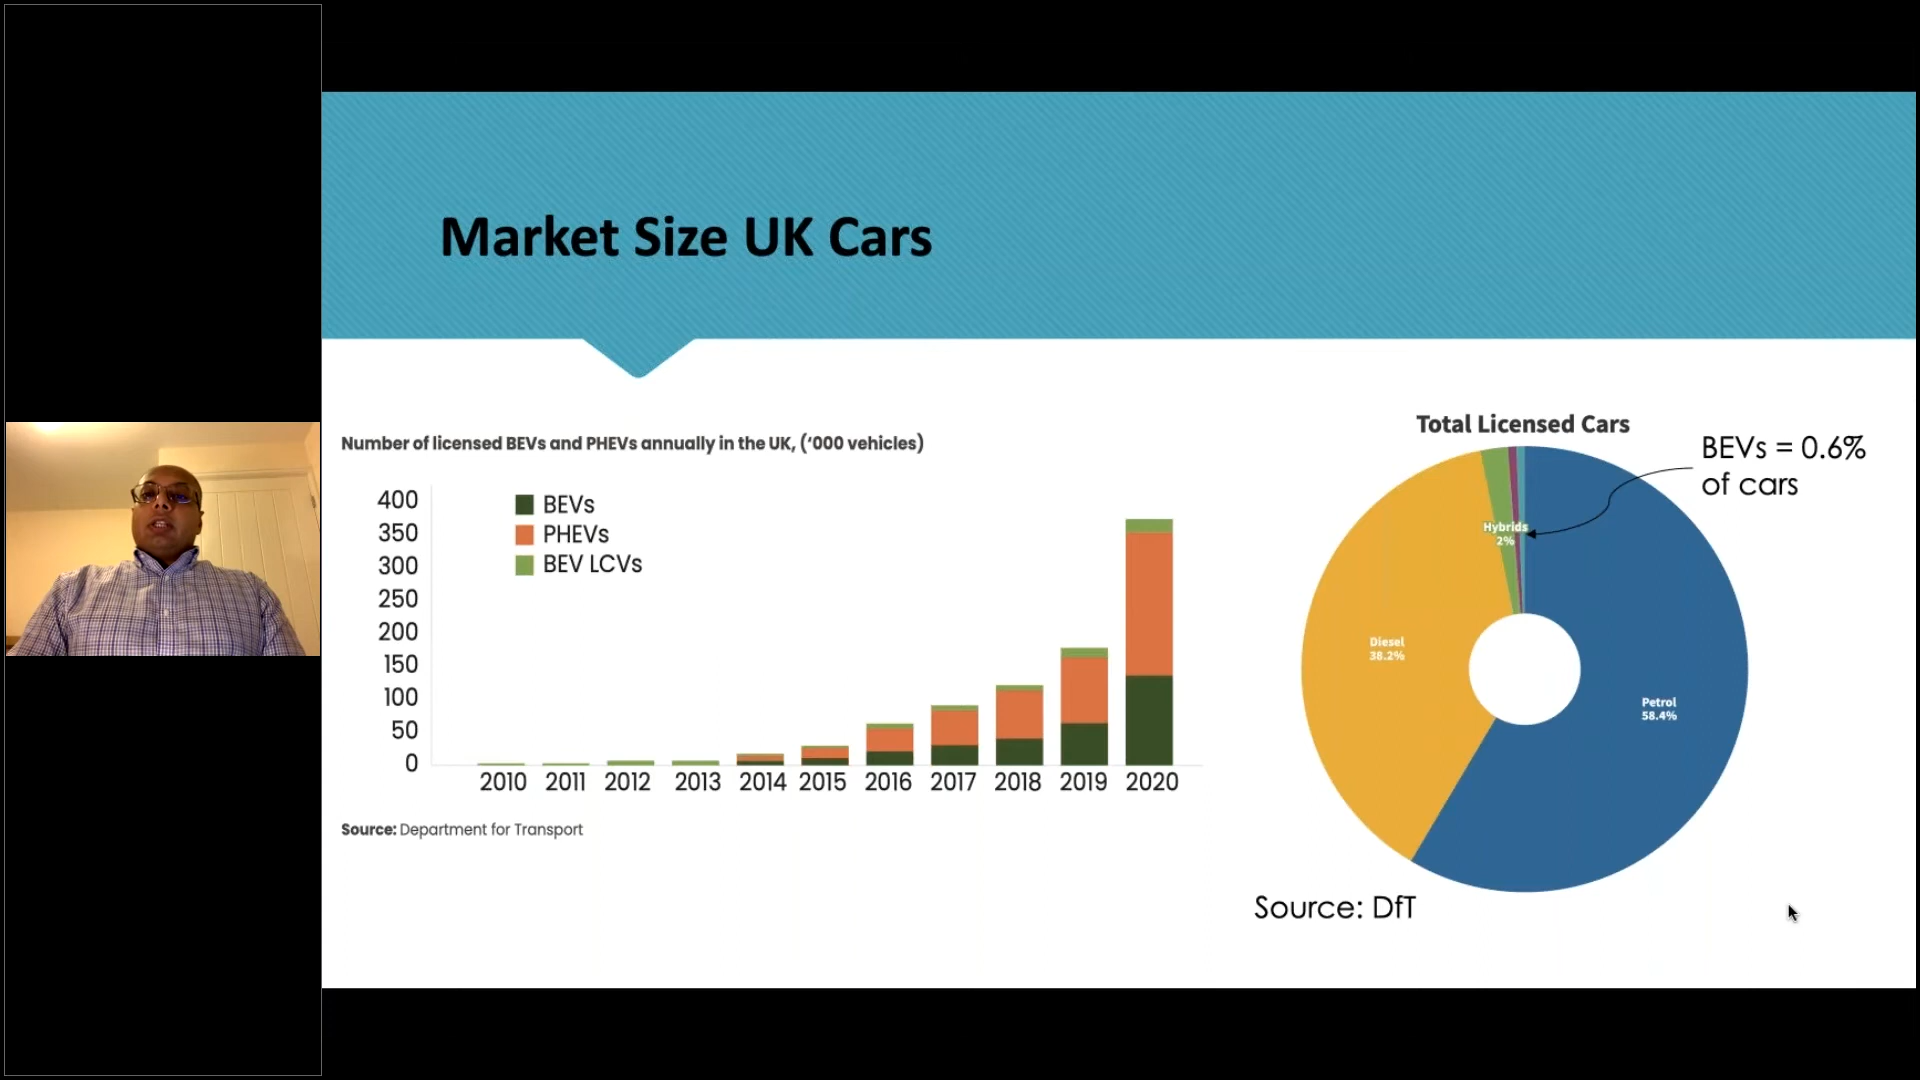 Market Size UK Cars
Number of licensed BEVs and PHEVs annually in the UK, (‘000 vehicles)
400
350
300
250
200
150
100
50
0
BEVs
PHEVs
BEV LCVs
2010 2011 2012 2013 2014 2015 2016 2017 2018 2019 2020
Source: Department for Transport
Total Licensed Cars
BEVs = 0.6%
of cars
Hybrids
2%
Diesel
38.2%
Petrol
58.4%
Source: DfT